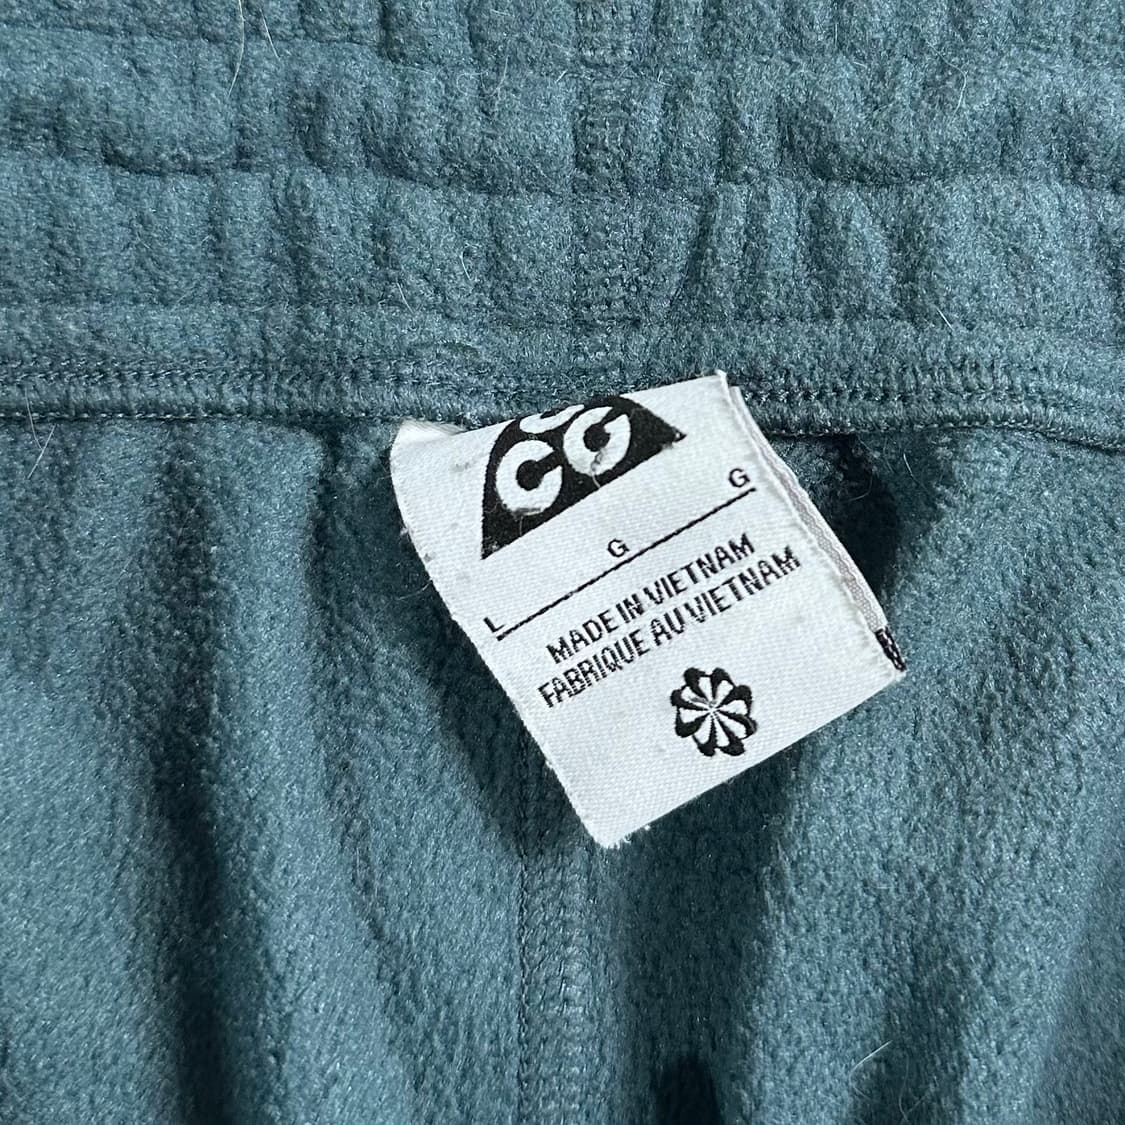 CG
L G G
MADE IN VIETNAM
FABRIQUE AU VIETNAM